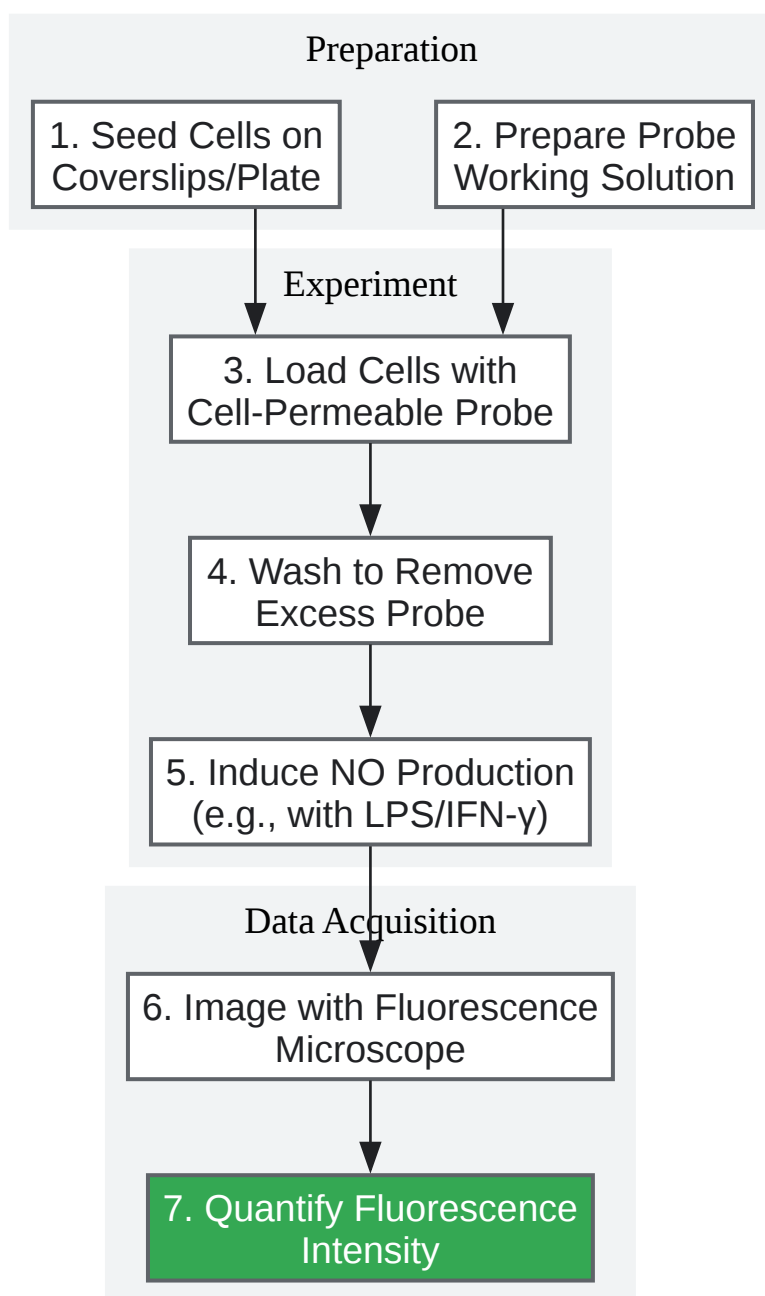 Preparation
1. Seed Cells on
Coverslips/Plate
2. Prepare Probe
Working Solution
Experiment
3. Load Cells with
Cell-Permeable Probe
4. Wash to Remove
Excess Probe
5. Induce NO Production
(e.g., with LPS/IFN-γ)
Data Acquisition
6. Image with Fluorescence
Microscope
7. Quantify Fluorescence
Intensity